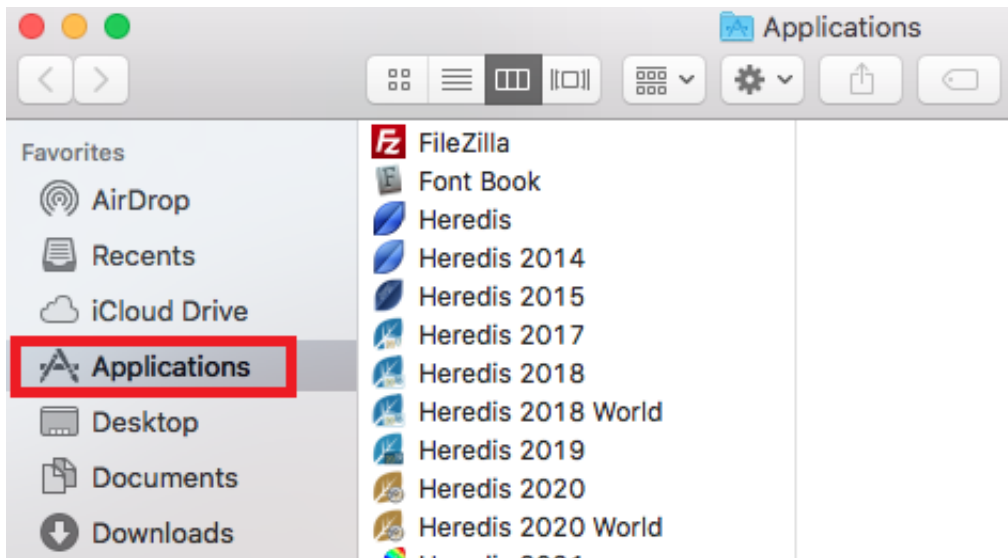 Applications
Favorites
AirDrop
Recents
iCloud Drive
Applications
Desktop
Documents
Downloads
FileZilla
Font Book
Heredis
Heredis 2014
Heredis 2015
Heredis 2017
Heredis 2018
Heredis 2018 World
Heredis 2019
Heredis 2020
Heredis 2020 World